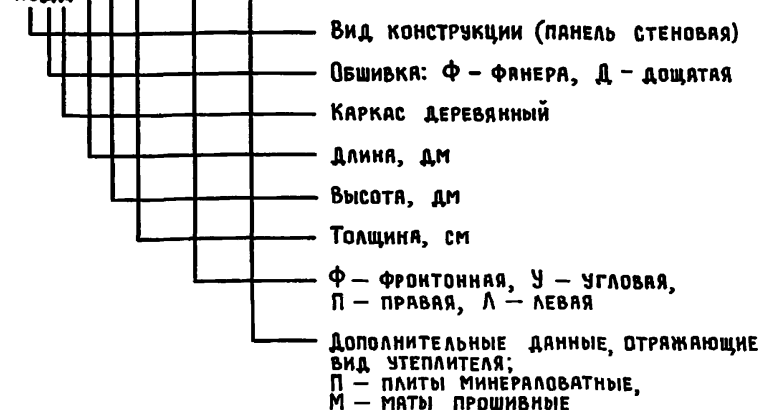 Вид конструкции (панель стеновая)
Обшивка: Ф – фанера, Д – дощатая
Каркас деревянный
Длина, дм
Высота, дм
Толщина, см
Ф – фронтонная, У – угловая,
П – правая, Л – левая
Дополнительные данные, отражающие
вид утеплителя;
П – плиты минераловатные,
М – маты прошивные